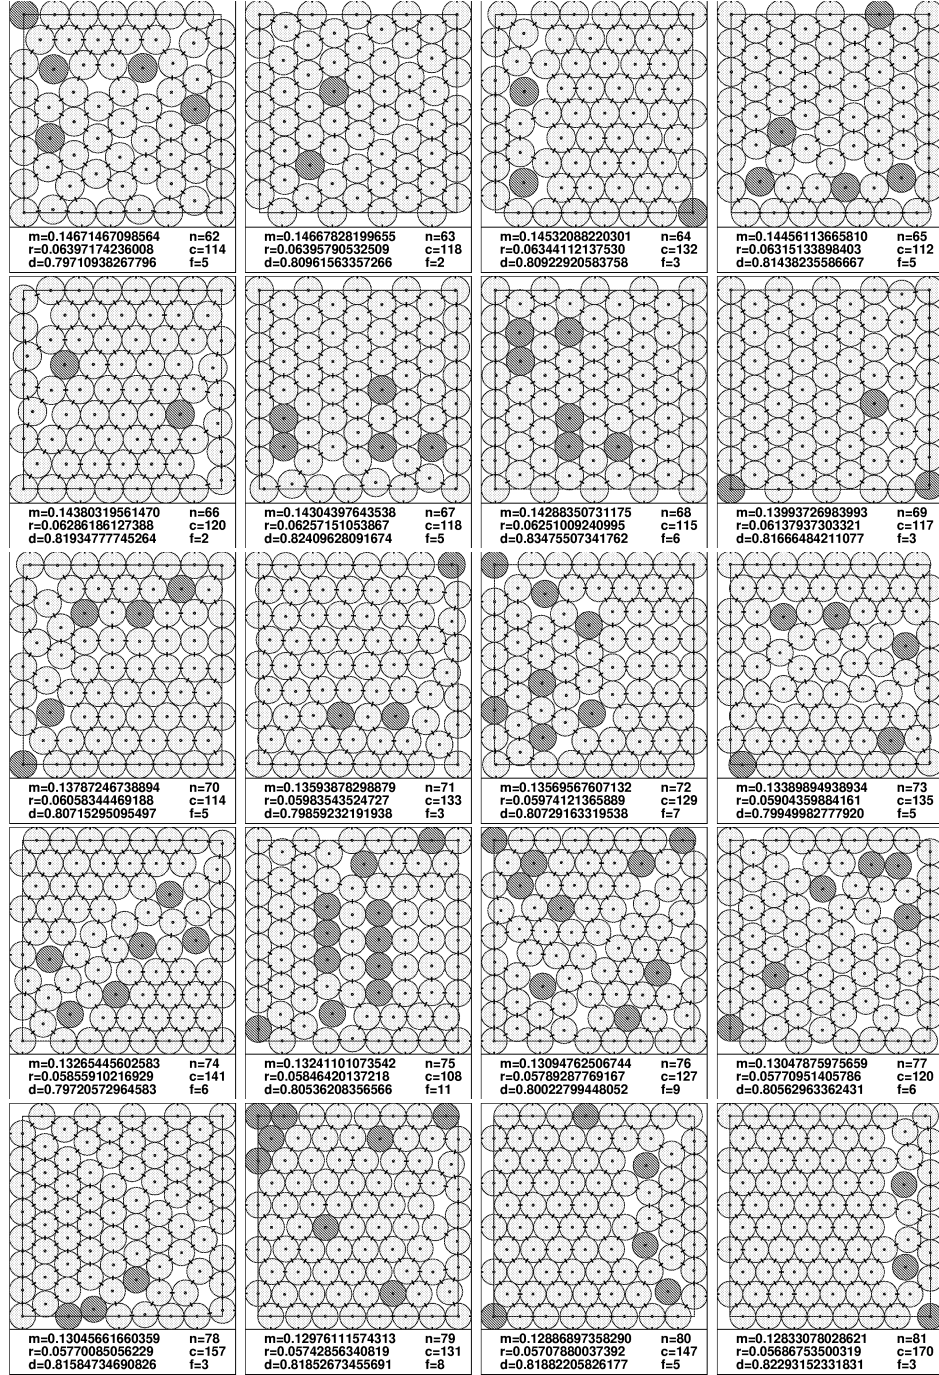 m=0.14671467098564 n=62
r=0.06397174236008 c=114
d=0.79710938267796 f=5
m=0.14667828199655 n=63
r=0.06395790532509 c=118
d=0.80961563357266 f=2
m=0.14532088220301 n=64
r=0.06344112137530 c=132
d=0.80922920583758 f=3
m=0.1445611366581​0 n=65
r=0.06315133898403 c=112
d=0.81438235586667 f=5
m=0.14380319561470 n=66
r=0.06286186127388 c=120
d=0.81934777745264 f=2
m=0.14304397643538 n=67
r=0.06257151053867 c=118
d=0.82409628091674 f=5
m=0.14288350731175 n=68
r=0.06251009240995 c=115
d=0.83475507341762 f=6
m=0.13993726983993 n=69
r=0.06137937303321 c=117
d=0.81666484211077 f=3
m=0.13787246738894 n=70
r=0.06058344469188 c=114
d=0.80715295095497 f=5
m=0.13593878298879 n=71
r=0.05983543524727 c=133
d=0.79859232191938 f=3
m=0.13569567607132 n=72
r=0.05974121365889 c=129
d=0.80729163319538 f=7
m=0.13389894938934 n=73
r=0.05904359884161 c=135
d=0.79949982777920 f=5
m=0.13265445602583 n=74
r=0.05855910216929 c=141
d=0.79720572964583 f=6
m=0.13241101073542 n=75
r=0.05846420137218 c=108
d=0.80536208356566 f=11
m=0.13094762506744 n=76
r=0.05789287769167 c=127
d=0.80022799448052 f=9
m=0.13047875975659 n=77
r=0.05770951405786 c=120
d=0.80562963362431 f=6
m=0.13045661660359 n=78
r=0.05770085056229 c=157
d=0.81584734690826 f=3
m=0.12976111574313 n=79
r=0.05742856340819 c=131
d=0.81852673455691 f=8
m=0.12886897358290 n=80
r=0.05707880037392 c=147
d=0.81882205826177 f=5
m=0.12833078028621 n=81
r=0.05686753500319 c=170
d=0.82293152331831 f=3